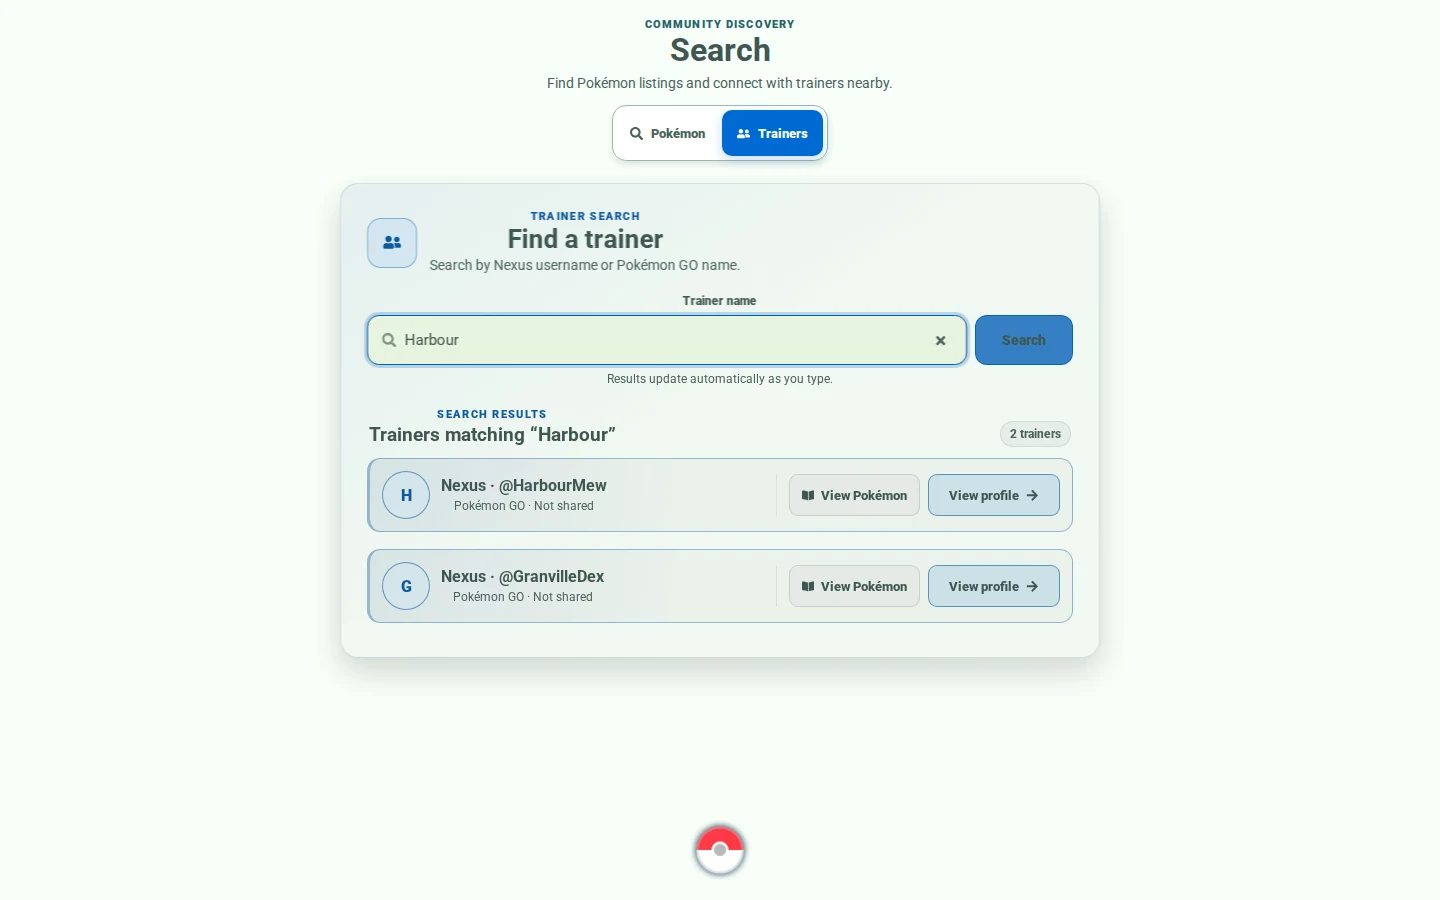 COMMUNITY DISCOVERY
Search
Find Pokémon listings and connect with trainers nearby.
Pokémon
Trainers
TRAINER SEARCH
Find a trainer
Search by Nexus username or Pokémon GO name.
Trainer name
Harbour
Search
Results update automatically as you type.
SEARCH RESULTS
Trainers matching “Harbour”
2 trainers
H
Nexus · @HarbourMew
Pokémon GO · Not shared
View Pokémon
View profile
G
Nexus · @GranvilleDex
Pokémon GO · Not shared
View Pokémon
View profile